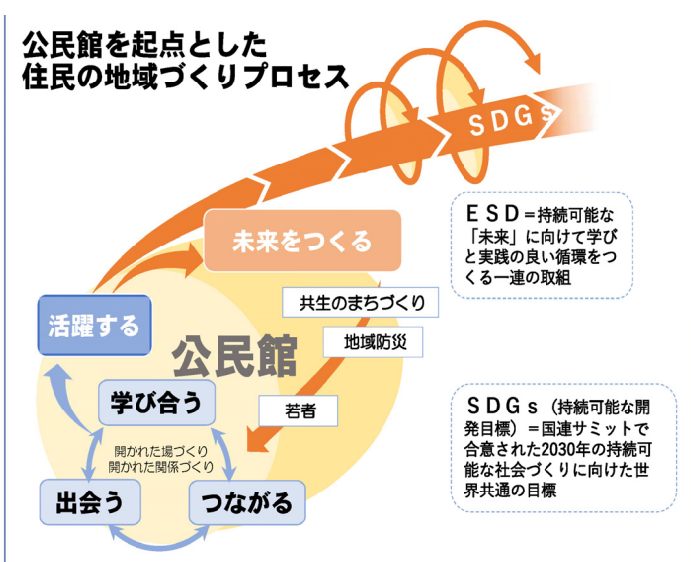 公民館を起点とした
住民の地域づくりプロセス
SDGs
ESD=持続可能な
「未来」に向けて学び
と実践の良い循環をつ
くる一連の取組
未来をつくる
共生のまちづくり
活躍する
地域防災
公民館
学び合う
若者
開かれた場づくり
開かれた関係づくり
出会う
つながる
SDGs(持続可能な開
発目標)=国連サミットで
合意された2030年の持続可
能な社会づくりに向けた世
界共通の目標